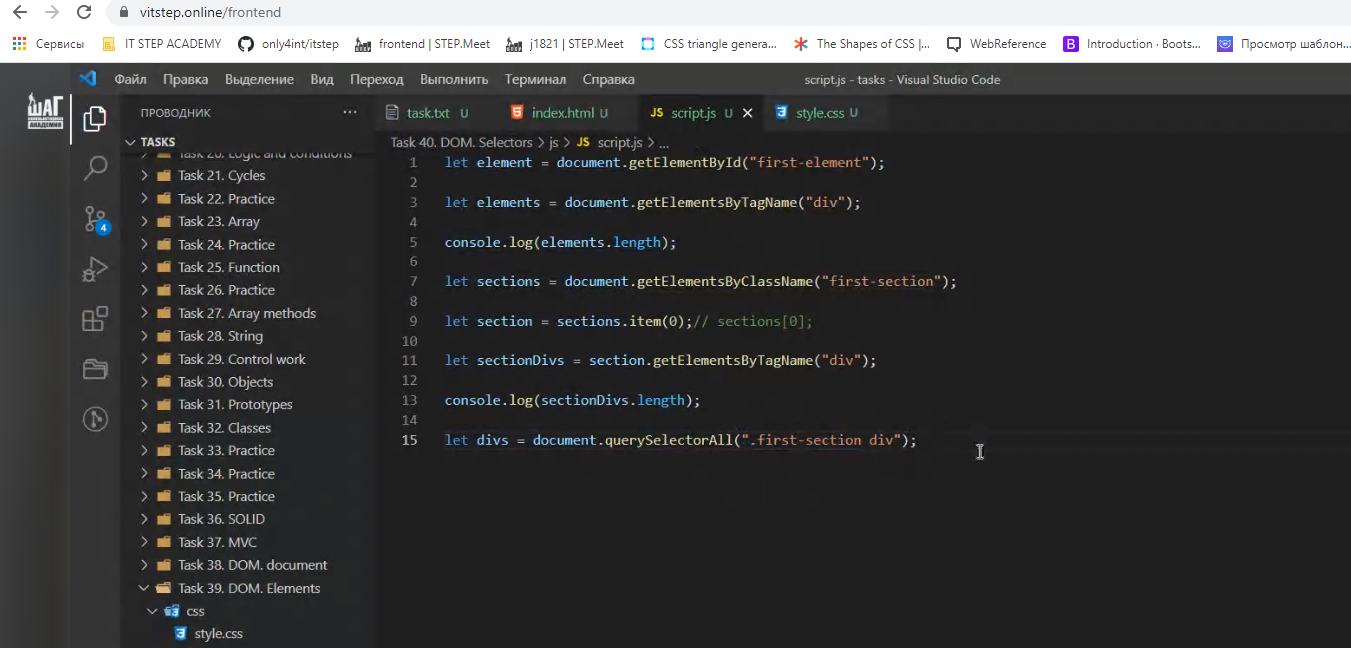 vitstep.online/frontend
Сервисы IT STEP ACADEMY only4int/itstep frontend | STEP.Meet j1821 | STEP.Meet CSS triangle genera... The Shapes of CSS |... WebReference B Introduction · Boots... Просмотр шаблон...
ШАГ
КОМПЬЮТЕРНАЯ
АКАДЕМИЯ
Файл Правка Выделение Вид Переход Выполнить Терминал Справка script.js - tasks - Visual Studio Code
ПРОВОДНИК ···
TASKS
Task 20. Logic and conditions
Task 21. Cycles
Task 22. Practice
Task 23. Array
Task 24. Practice
Task 25. Function
Task 26. Practice
Task 27. Array methods
Task 28. String
Task 29. Control work
Task 30. Objects
Task 31. Prototypes
Task 32. Classes
Task 33. Practice
Task 34. Practice
Task 35. Practice
Task 36. SOLID
Task 37. MVC
Task 38. DOM. document
Task 39. DOM. Elements
css
style.css
4
task.txt U index.html U JS script.js U style.css U
Task 40. DOM. Selectors > js > JS script.js > ...
1 let element = document.getElementById("first-element");
2
3 let elements = document.getElementsByTagName("div");
4
5 console.log(elements.length);
6
7 let sections = document.getElementsByClassName("first-section");
8
9 let section = sections.item(0);// sections[0];
10
11 let sectionDivs = section.getElementsByTagName("div");
12
13 console.log(sectionDivs.length);
14
15 let divs = document.querySelectorAll(".first-section div");